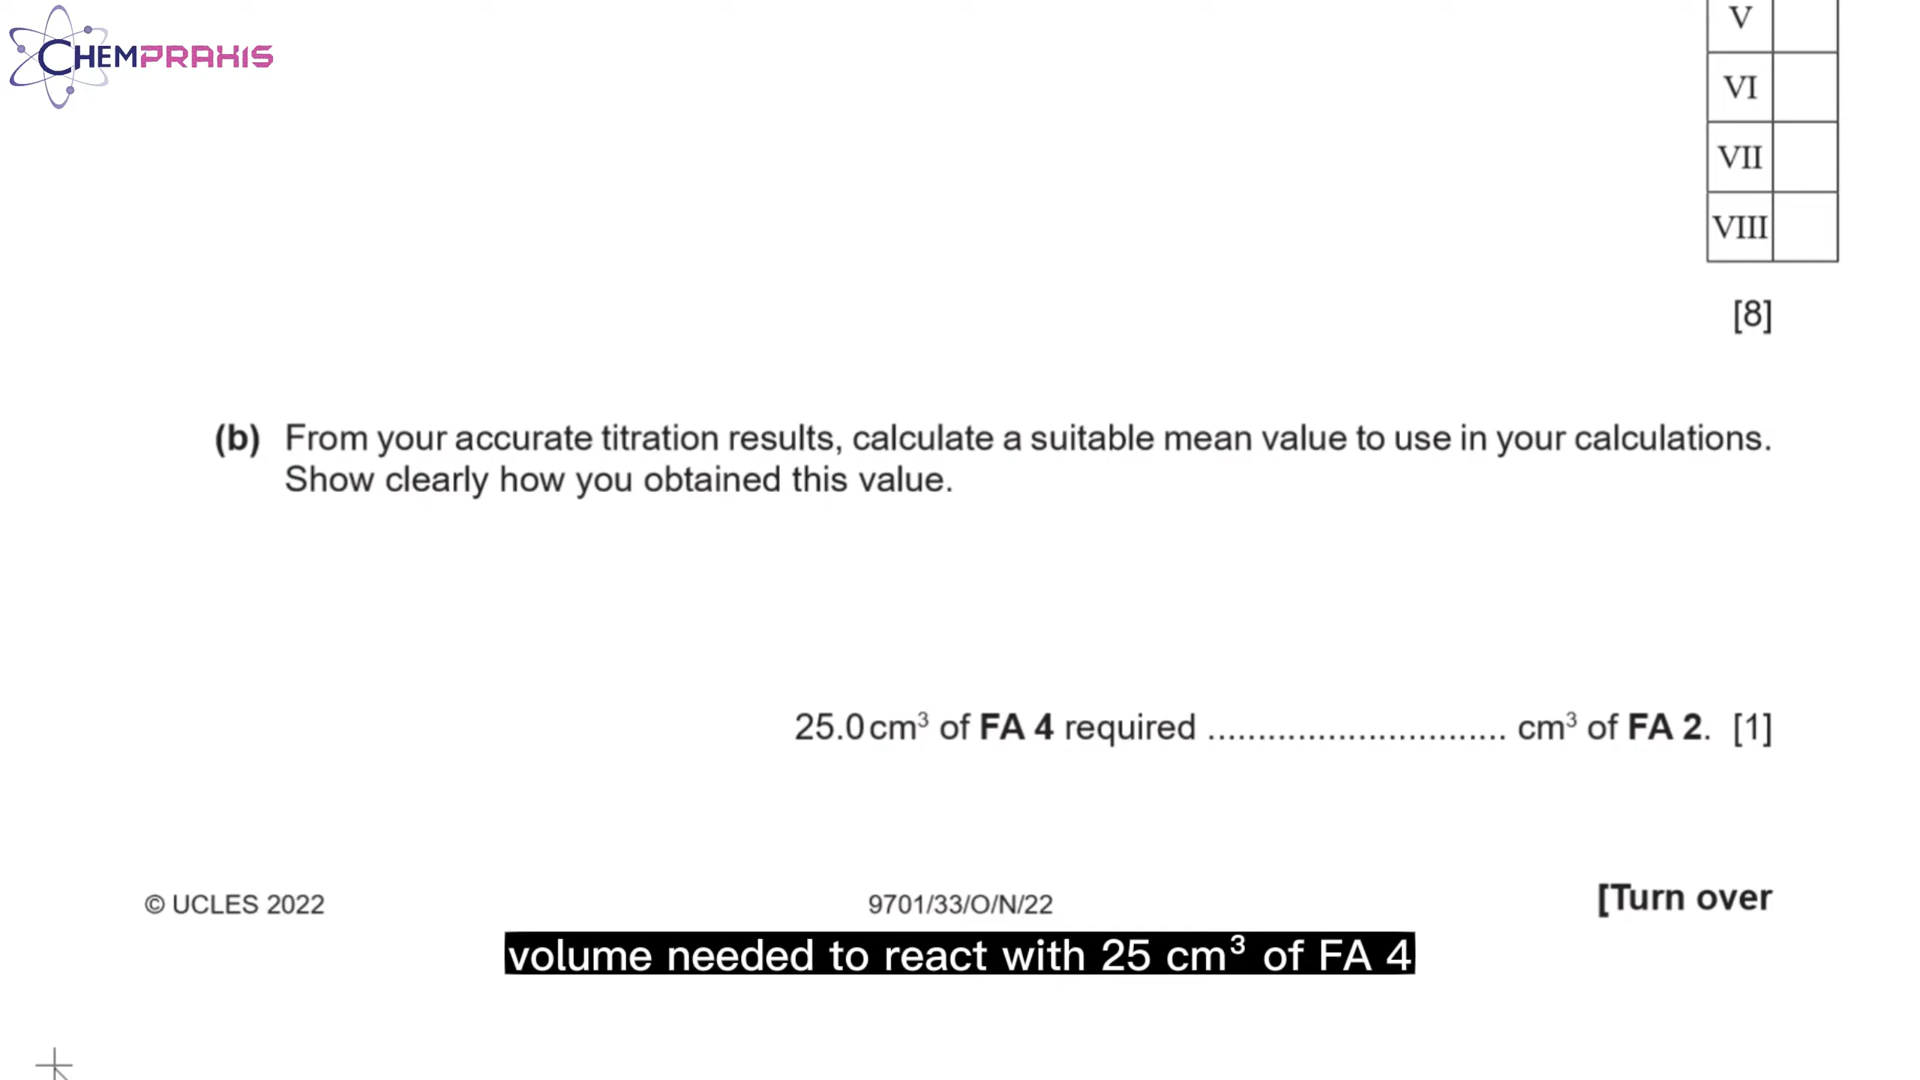 CHEMPRAXIS
V
VI
VII
VIII
[8]
(b) From your accurate titration results, calculate a suitable mean value to use in your calculations.
Show clearly how you obtained this value.
25.0 cm³ of FA 4 required .............................. cm³ of FA 2. [1]
© UCLES 2022
9701/33/O/N/22
[Turn over
volume needed to react with 25 cm³ of FA 4